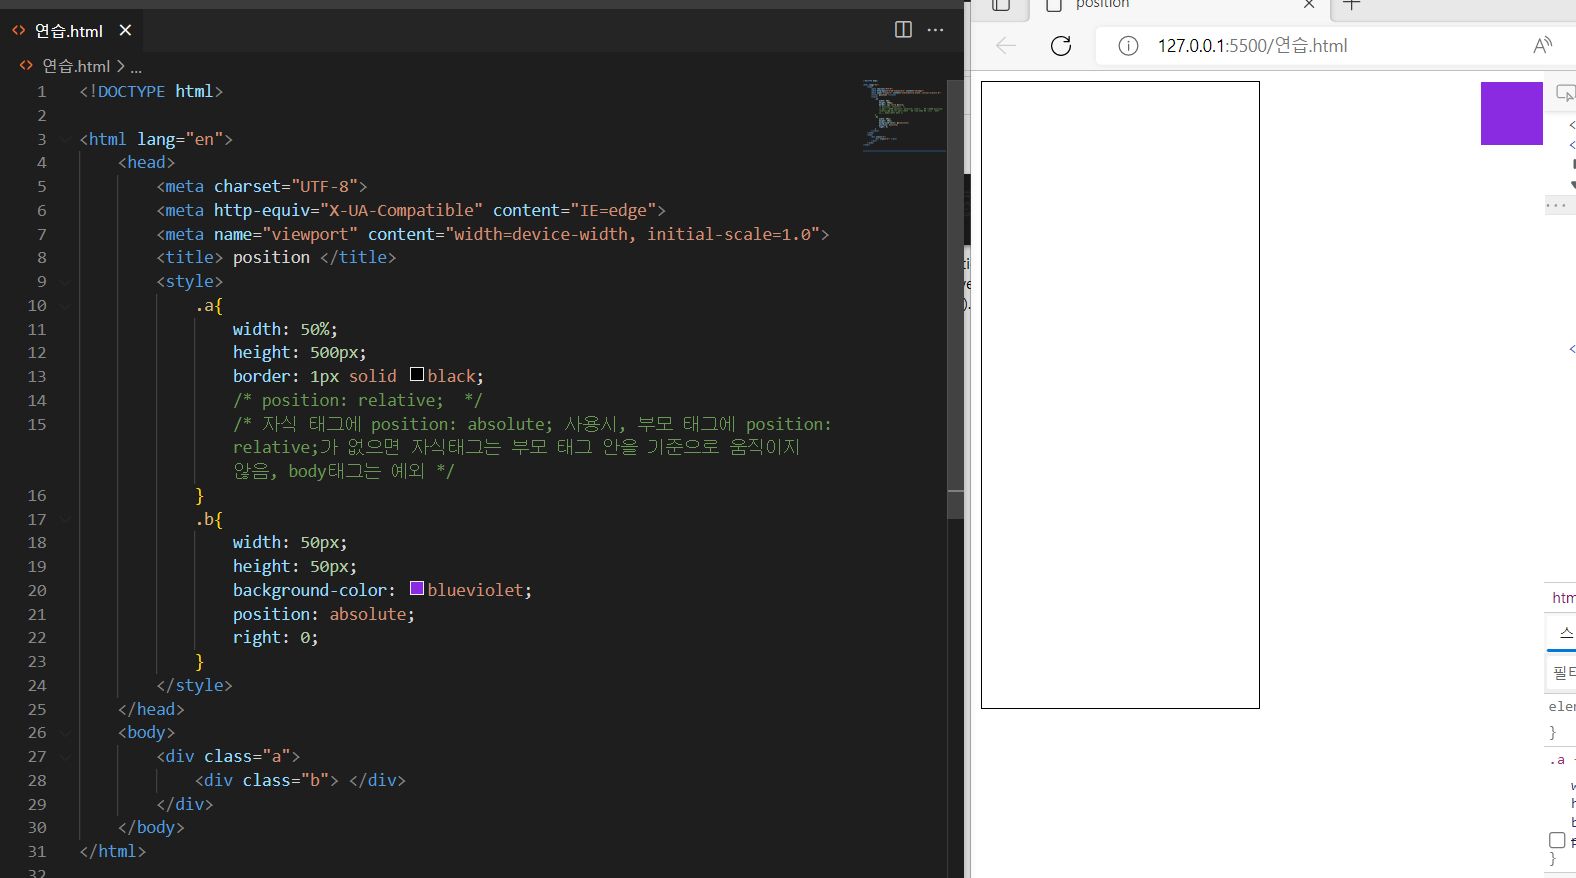 연습.html
연습.html > ...
1 <!DOCTYPE html>
2
3 <html lang="en">
4 <head>
5 <meta charset="UTF-8">
6 <meta http-equiv="X-UA-Compatible" content="IE=edge">
7 <meta name="viewport" content="width=device-width, initial-scale=1.0">
8 <title> position </title>
9 <style>
10 .a{
11 width: 50%;
12 height: 500px;
13 border: 1px solid black;
14 /* position: relative;  */
15 /* 자식 태그에 position: absolute; 사용시, 부모 태그에 position:
relative;가 없으면 자식태그는 부모 태그 안을 기준으로 움직이지
않음, body태그는 예외 */
16 }
17 .b{
18 width: 50px;
19 height: 50px;
20 background-color: blueviolet;
21 position: absolute;
22 right: 0;
23 }
24 </style>
25 </head>
26 <body>
27 <div class="a">
28 <div class="b"> </div>
29 </div>
30 </body>
31 </html>
32
position
127.0.0.1:5500/연습.html
...
.a
}
}